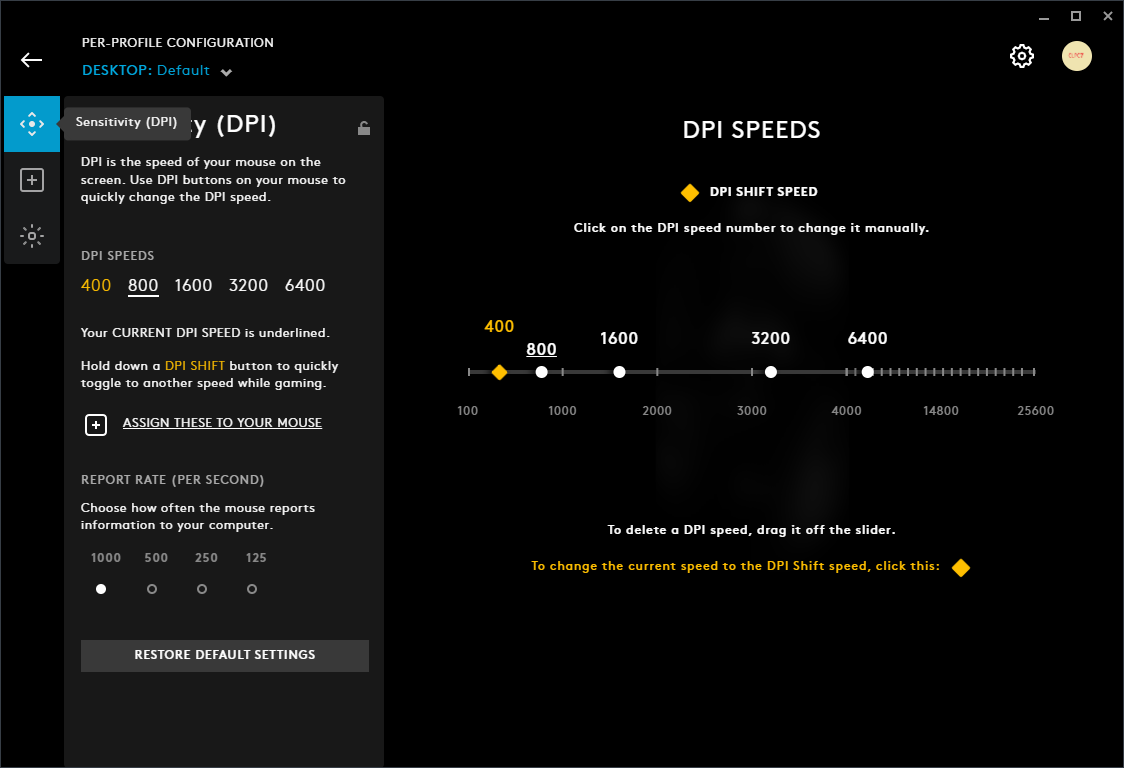 PER-PROFILE CONFIGURATION
DESKTOP: Default
Sensitivity (DPI)
y (DPI)
DPI is the speed of your mouse on the
screen. Use DPI buttons on your mouse to
quickly change the DPI speed.
DPI SPEEDS
400 800 1600 3200 6400
Your CURRENT DPI SPEED is underlined.
Hold down a DPI SHIFT button to quickly
toggle to another speed while gaming.
ASSIGN THESE TO YOUR MOUSE
REPORT RATE (PER SECOND)
Choose how often the mouse reports
information to your computer.
1000 500 250 125
RESTORE DEFAULT SETTINGS
DPI SPEEDS
DPI SHIFT SPEED
Click on the DPI speed number to change it manually.
400 800 1600 3200 6400
100 1000 2000 3000 4000 14800 25600
To delete a DPI speed, drag it off the slider.
To change the current speed to the DPI Shift speed, click this: